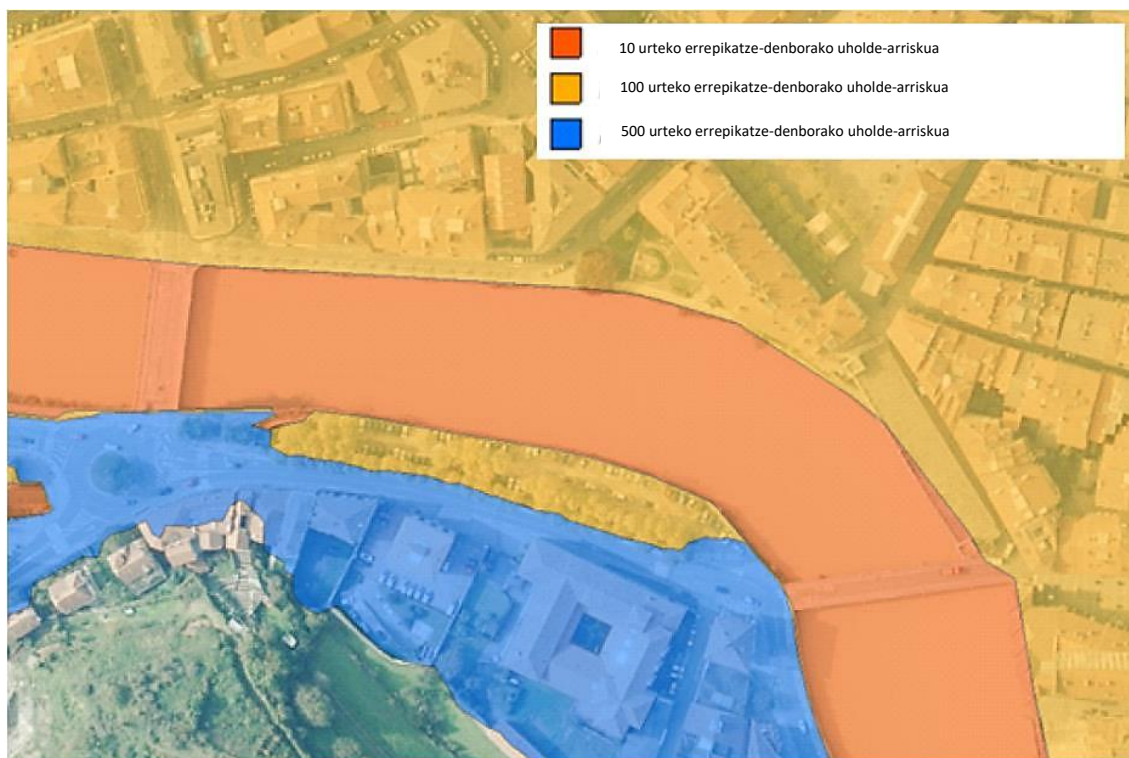 10 urteko errepikatze-denborako uholde-arriskua
100 urteko errepikatze-denborako uholde-arriskua
500 urteko errepikatze-denborako uholde-arriskua